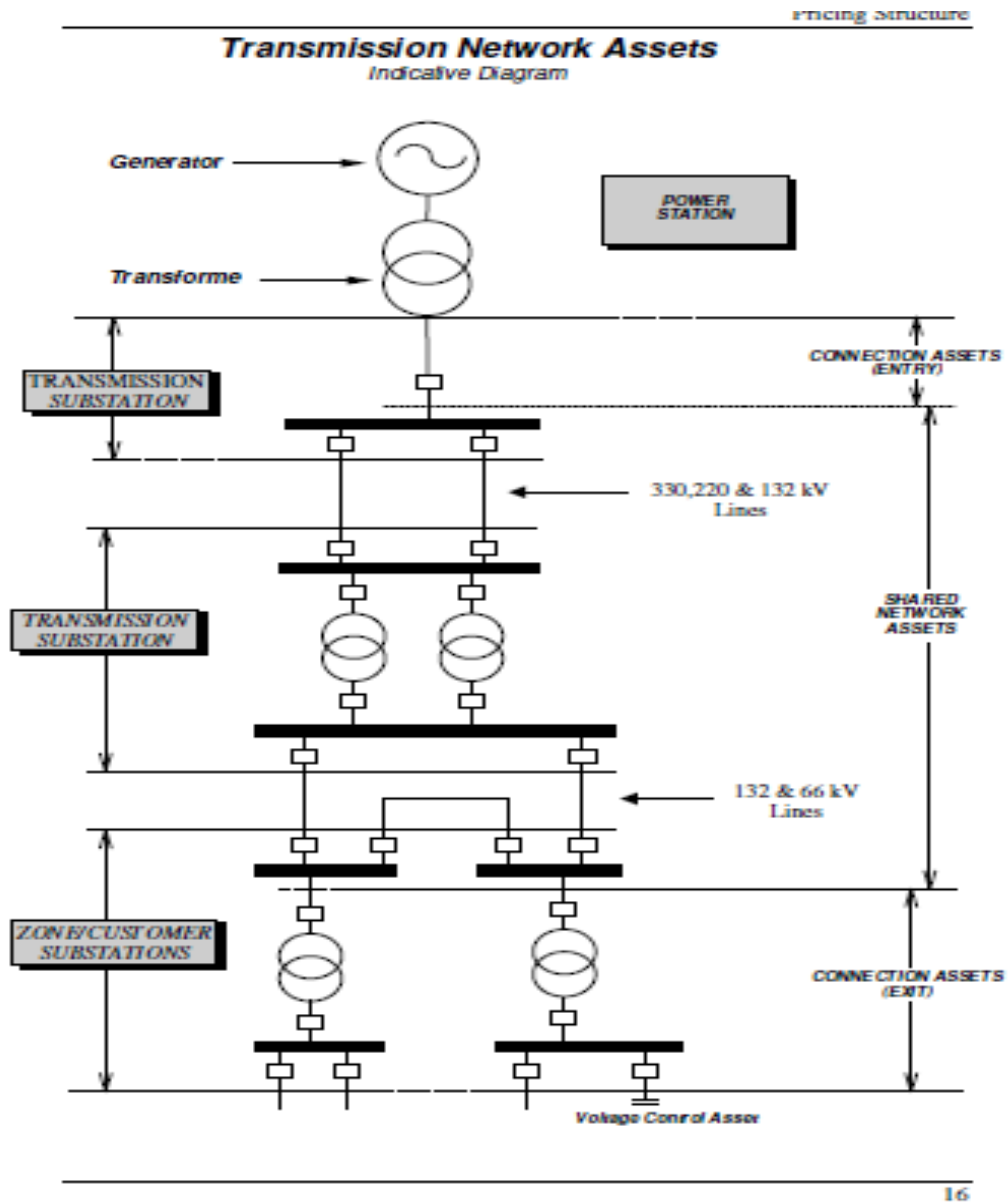 Pricing Structure
Transmission Network Assets
Indicative Diagram
Generator
POWER
STATION
Transforme
CONNECTION ASSETS
(ENTRY)
TRANSMISSION
SUBSTATION
330,220 & 132 kV
Lines
SHARED
NETWORK
ASSETS
TRANSMISSION
SUBSTATION
132 & 66 kV
Lines
ZONE/CUSTOMER
SUBSTATIONS
CONNECTION ASSETS
(EXIT)
Voltage Control Asset
16